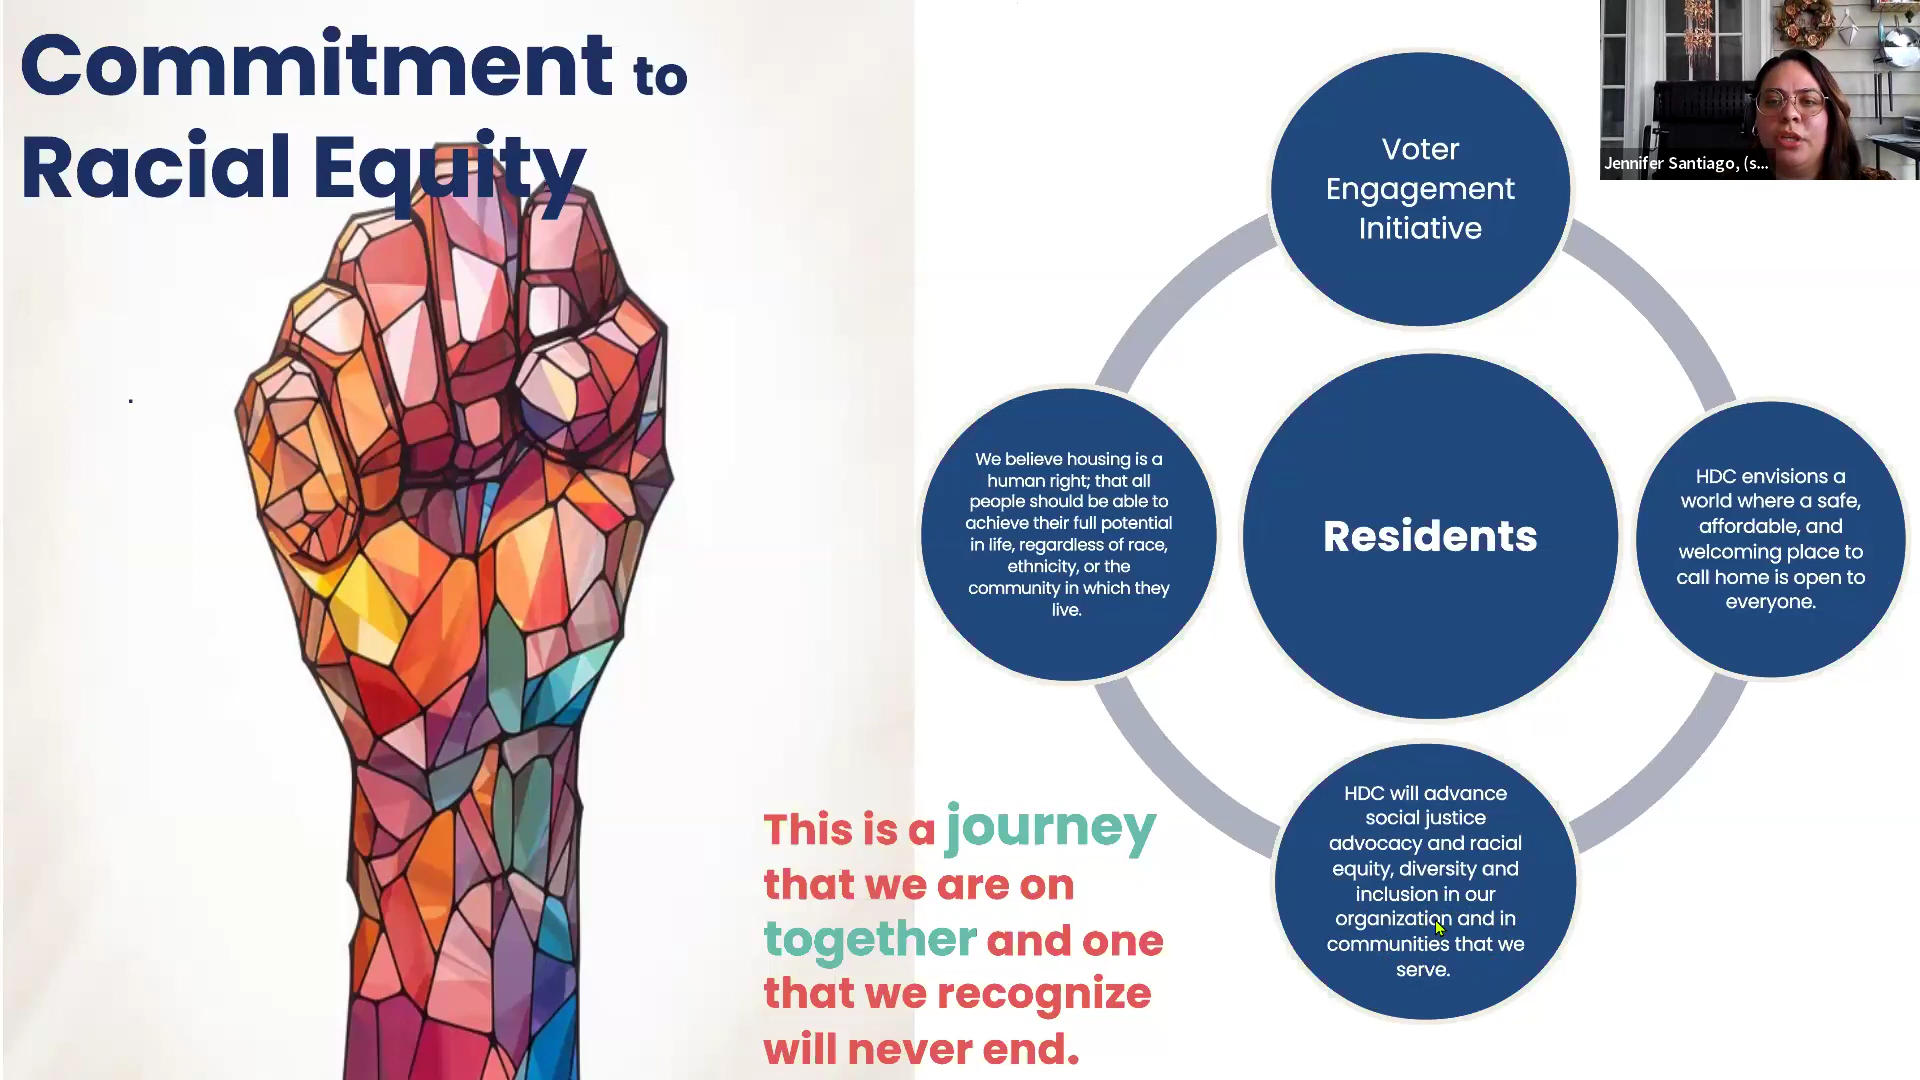 Commitment to
Racial Equity
Voter
Engagement
Initiative
Jennifer Santiago, (s...
We believe housing is a
human right; that all
people should be able to
achieve their full potential
in life, regardless of race,
ethnicity, or the
community in which they
live.
Residents
HDC envisions a
world where a safe,
affordable, and
welcoming place to
call home is open to
everyone.
HDC will advance
social justice
advocacy and racial
equity, diversity and
inclusion in our
organization and in
communities that we
serve.
This is a journey
that we are on
together and one
that we recognize
will never end.